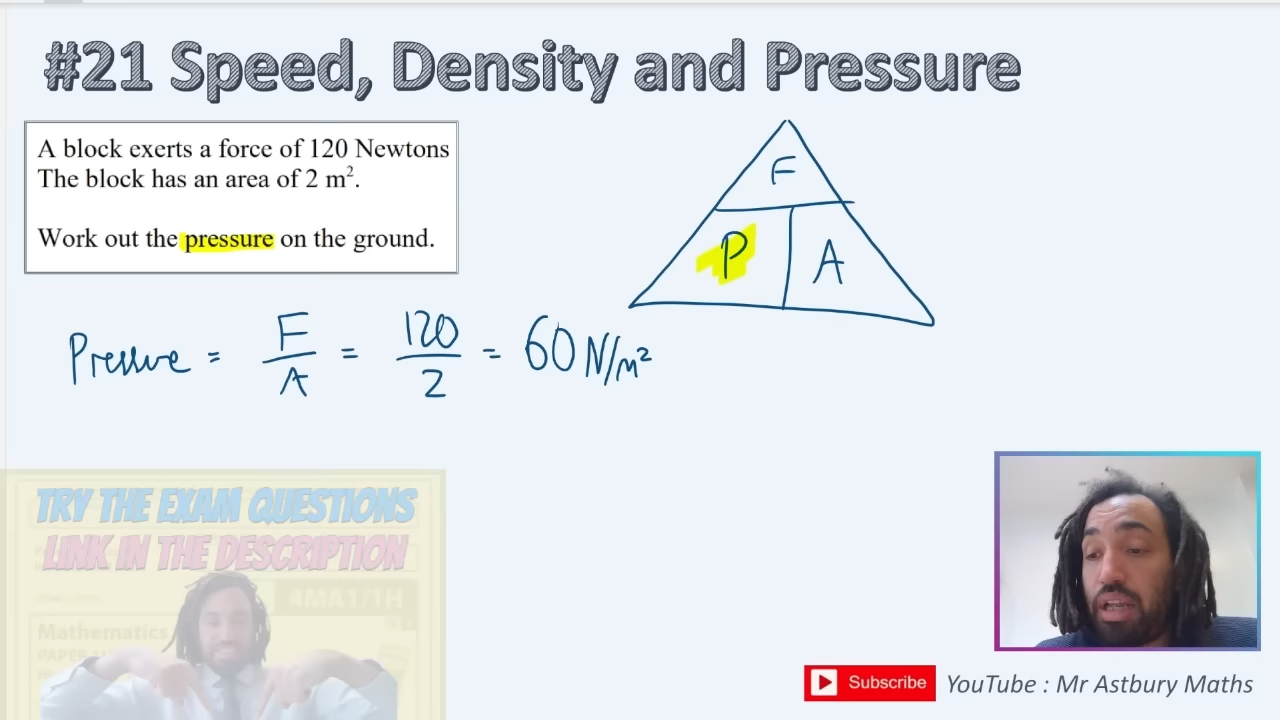 #21 Speed, Density and Pressure
A block exerts a force of 120 Newtons
The block has an area of 2 m².
Work out the pressure on the ground.
F
P A
Pressure = F/A = 120/2 = 60 N/m²
TRY THE EXAM QUESTIONS
LINK IN THE DESCRIPTION
4MA1/1H
Mathematics
PAPER
Subscribe YouTube : Mr Astbury Maths